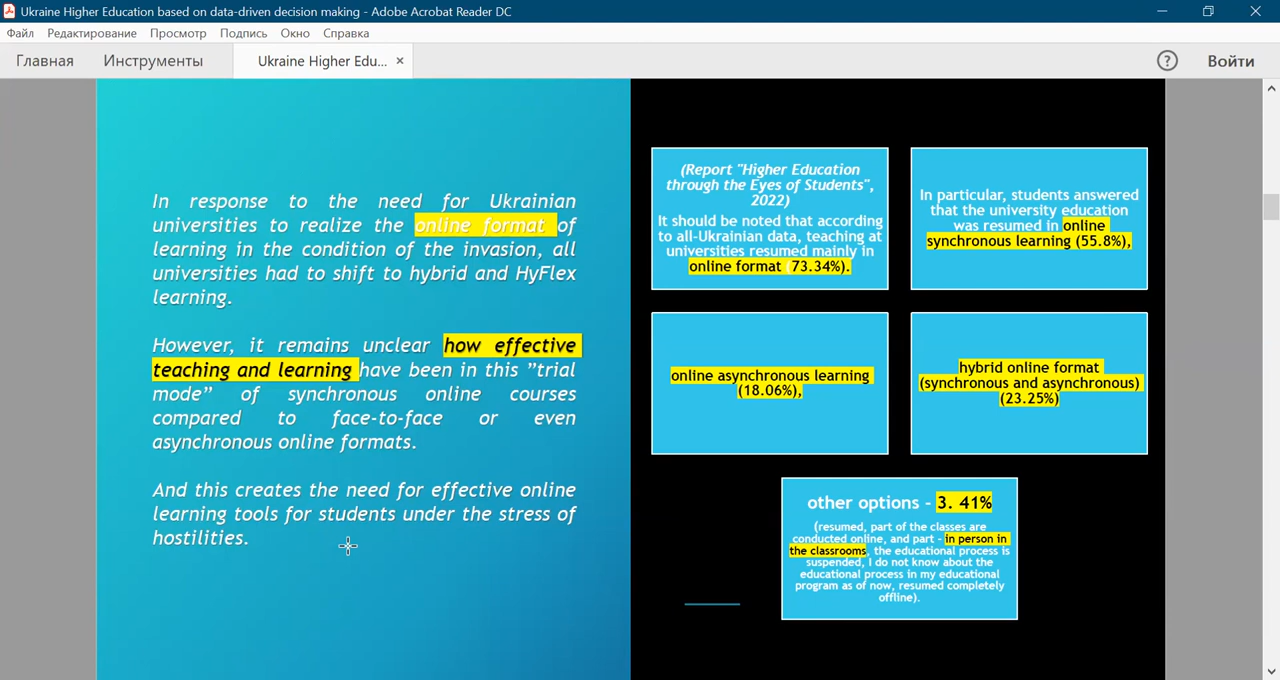 Ukraine Higher Education based on data-driven decision making - Adobe Acrobat Reader DC
Файл Редактирование Просмотр Подпись Окно Справка
Главная Инструменты Ukraine Higher Edu... × ? Войти
In response to the need for Ukrainian
universities to realize the online format of
learning in the condition of the invasion, all
universities had to shift to hybrid and HyFlex
learning.
However, it remains unclear how effective
teaching and learning have been in this ”trial
mode” of synchronous online courses
compared to face-to-face or even
asynchronous online formats.
And this creates the need for effective online
learning tools for students under the stress of
hostilities.
(Report "Higher Education
through the Eyes of Students",
2022)
It should be noted that according
to all-Ukrainian data, teaching at
universities resumed mainly in
online format (73.34%).
In particular, students answered
that the university education
was resumed in online
synchronous learning (55.8%),
online asynchronous learning
(18.06%),
hybrid online format
(synchronous and asynchronous)
(23.25%)
other options - 3. 41%
(resumed, part of the classes are
conducted online, and part - in person in
the classrooms, the educational process is
suspended, I do not know about the
educational process in my educational
program as of now, resumed completely
offline).